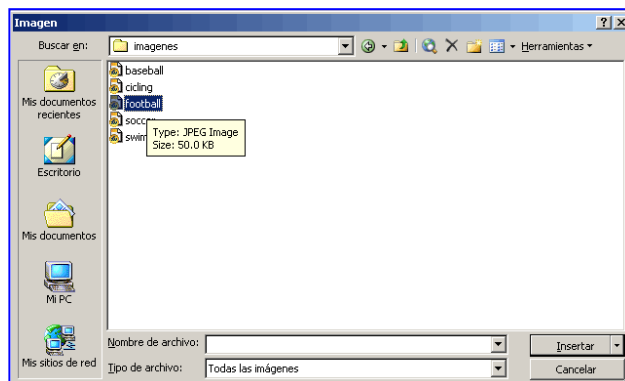 Imagen
Buscar en:
imagenes
Herramientas
Mis documentos
recientes
Escritorio
Mis documentos
Mi PC
Mis sitios de red
baseball
cicling
football
soccer
swim
Type: JPEG Image
Size: 50.0 KB
Nombre de archivo:
Insertar
Tipo de archivo:
Todas las imágenes
Cancelar